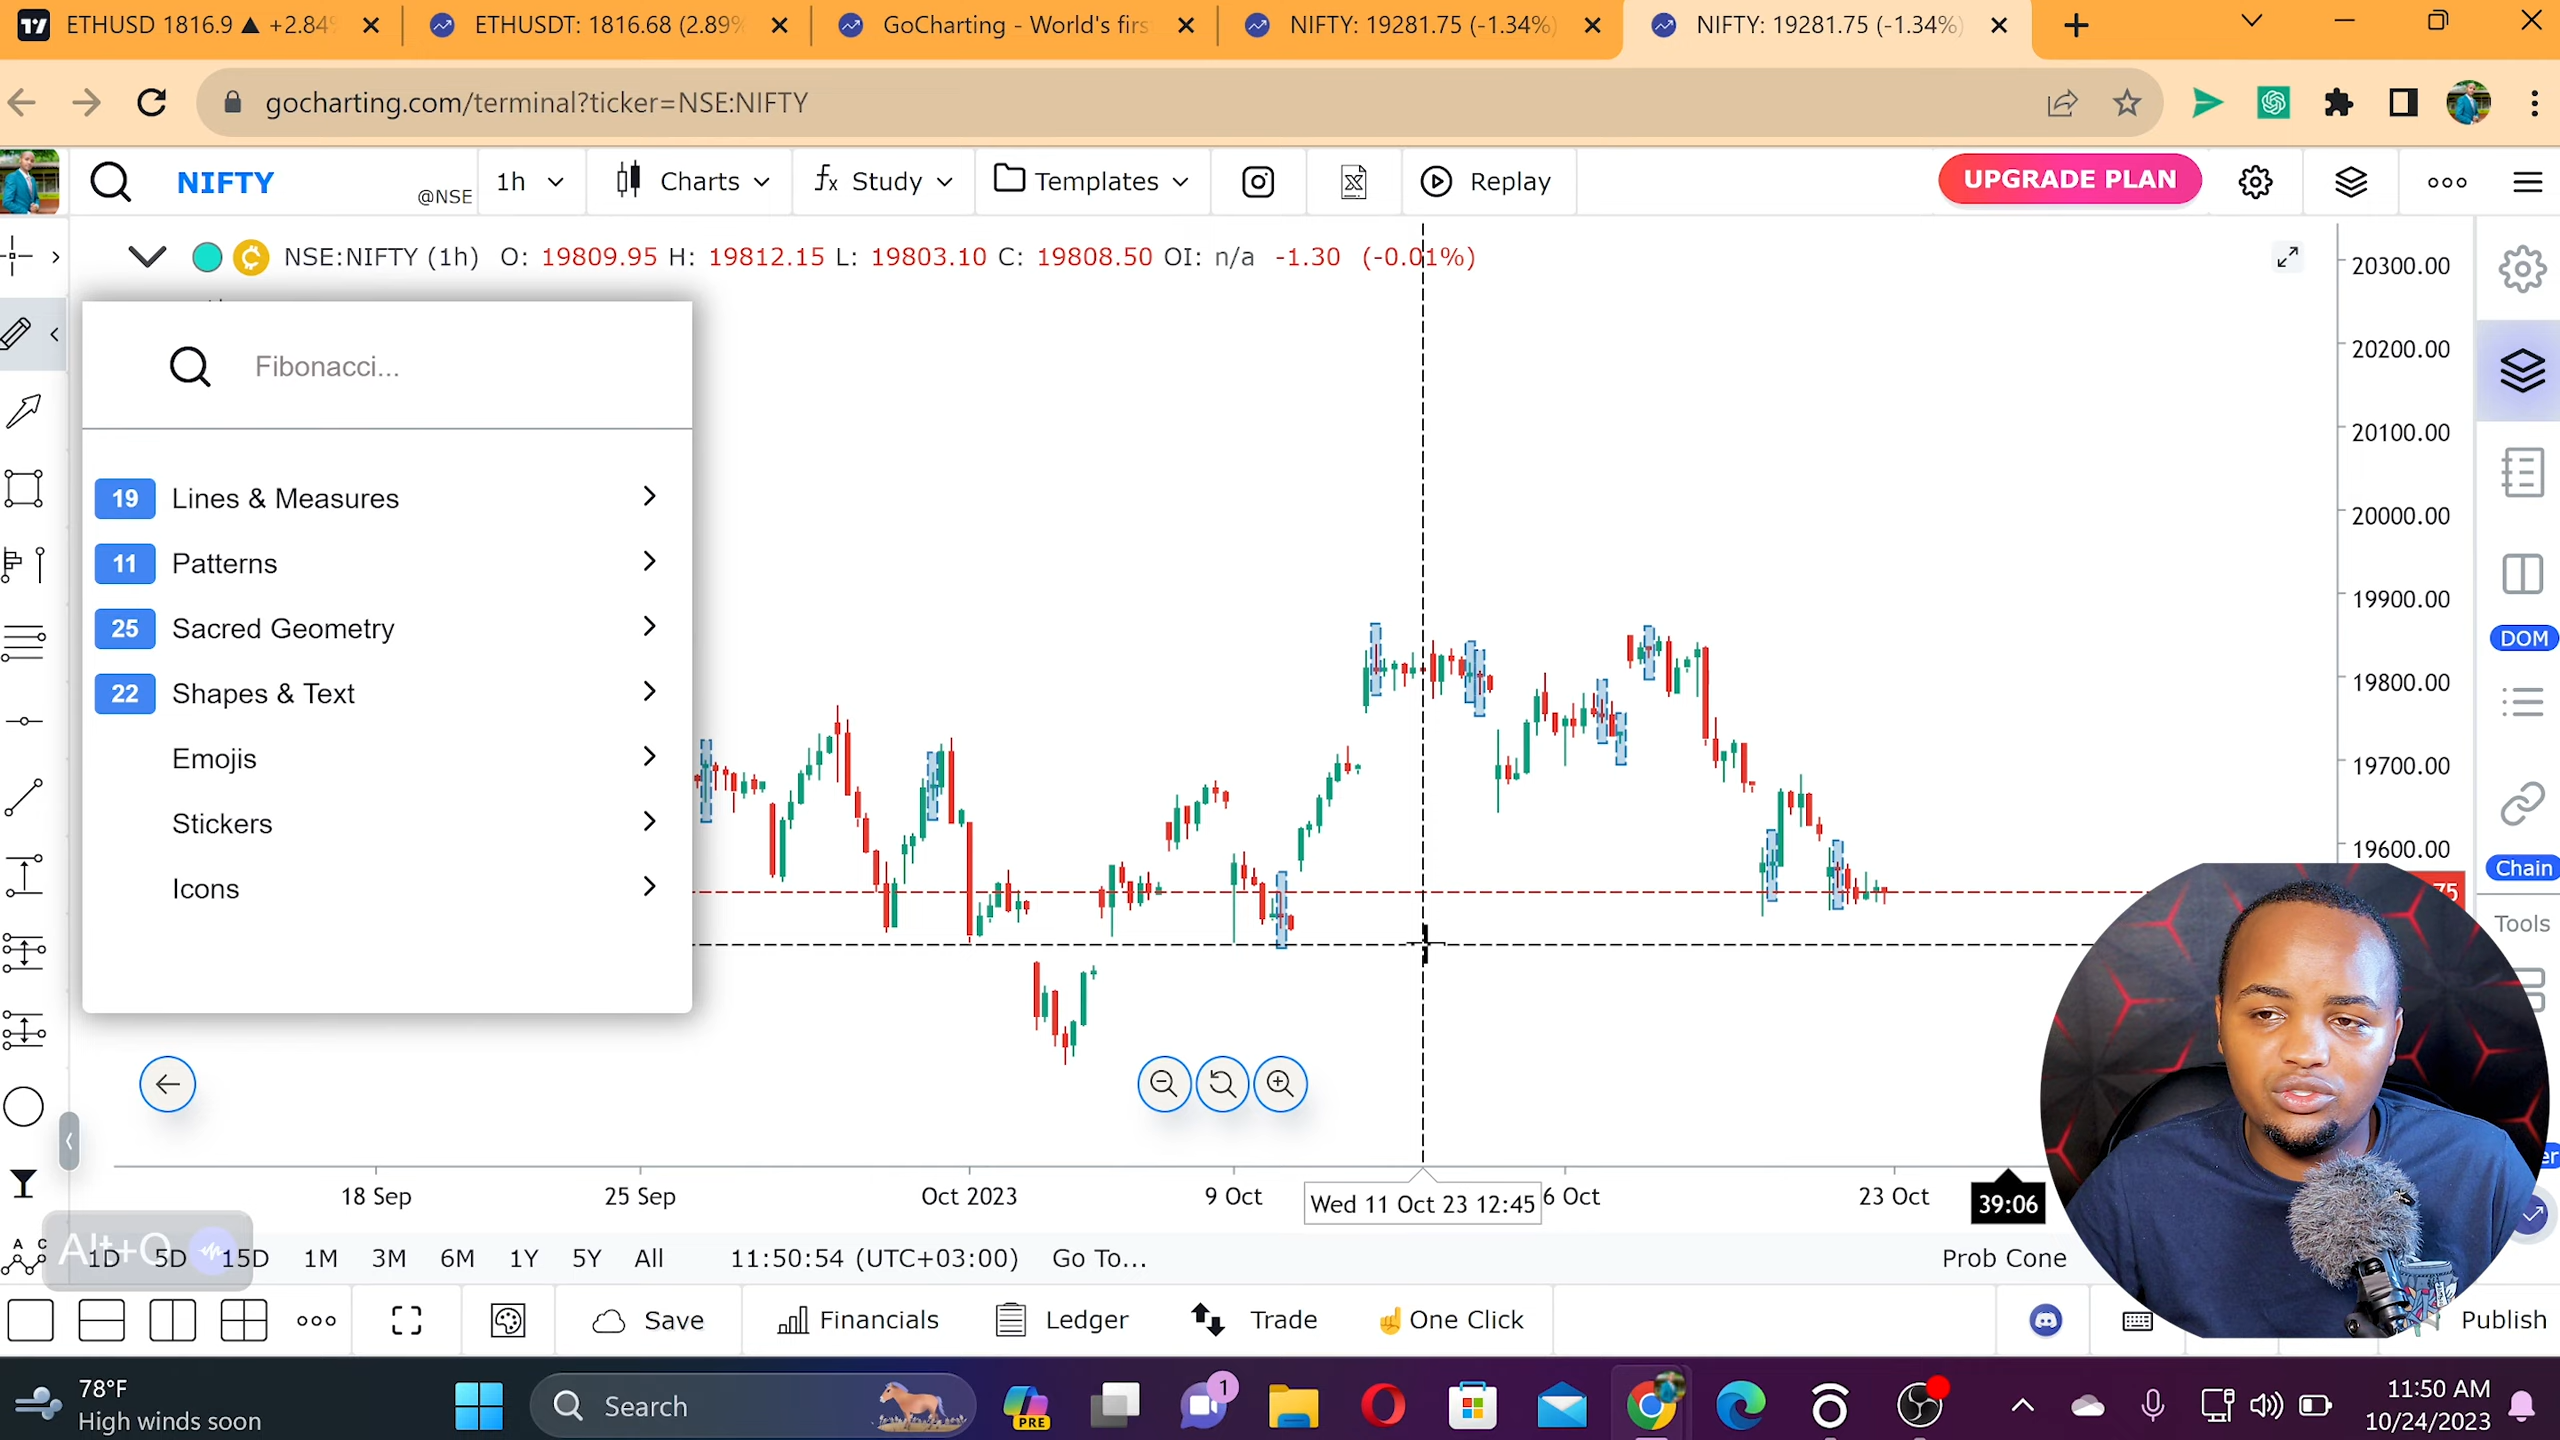 ETHUSD 1816.9 ▲ +2.84%
ETHUSDT: 1816.68 (2.89%
GoCharting - World's firs
NIFTY: 19281.75 (-1.34%)
NIFTY: 19281.75 (-1.34%)
gocharting.com/terminal?ticker=NSE:NIFTY
NIFTY @NSE 1h Charts fx Study Templates Replay UPGRADE PLAN
NSE:NIFTY (1h) O: 19809.95 H: 19812.15 L: 19803.10 C: 19808.50 OI: n/a -1.30 (-0.01%)
Fibonacci...
19 Lines & Measures
11 Patterns
25 Sacred Geometry
22 Shapes & Text
Emojis
Stickers
Icons
20300.00
20200.00
20100.00
20000.00
19900.00
19800.00
19700.00
19600.00
75
DOM
Chain
Tools
18 Sep 25 Sep Oct 2023 9 Oct Wed 11 Oct 23 12:45 6 Oct 23 Oct 39:06
A C
Alt+O
1D 5D 15D 1M 3M 6M 1Y 5Y All 11:50:54 (UTC+03:00) Go To... Prob Cone
Save Financials Ledger Trade One Click Publish
78°F
High winds soon
Search
PRE
1
11:50 AM
10/24/2023